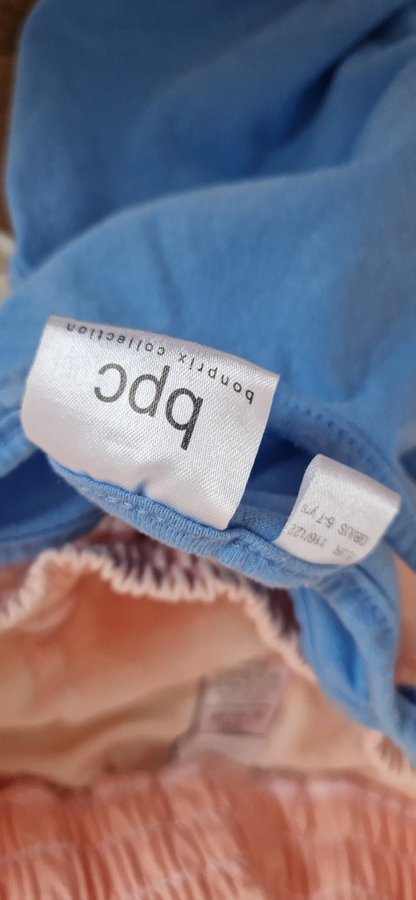 bpc
bonprix collection
EUR 116/122
GB/US 5-7 yrs